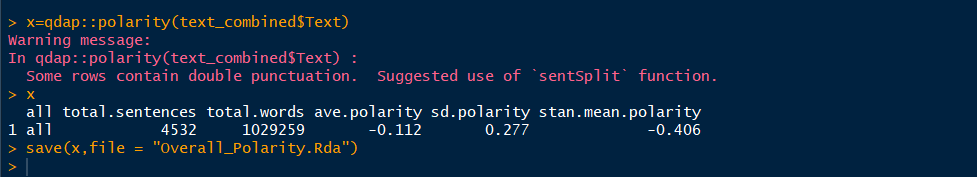 > x=qdap::polarity(text_combined$Text)
Warning message:
In qdap::polarity(text_combined$Text) :
  Some rows contain double punctuation.  Suggested use of `sentSplit` function.
> x
  all total.sentences total.words ave.polarity sd.polarity stan.mean.polarity
1 all            4532     1029259       -0.112       0.277             -0.406
> save(x,file = "Overall_Polarity.Rda")
>